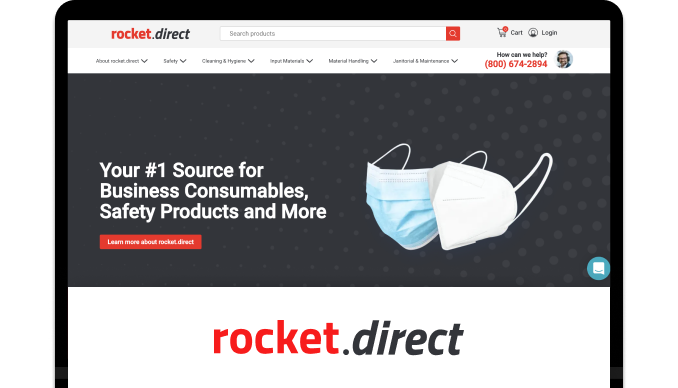 rocket.direct
Search products
0
Cart
Login
About rocket.direct
Safety
Cleaning & Hygiene
Input Materials
Material Handling
Janitorial & Maintenance
How can we help?
(800) 674-2894
Your #1 Source for
Business Consumables,
Safety Products and More
Learn more about rocket.direct
rocket.direct